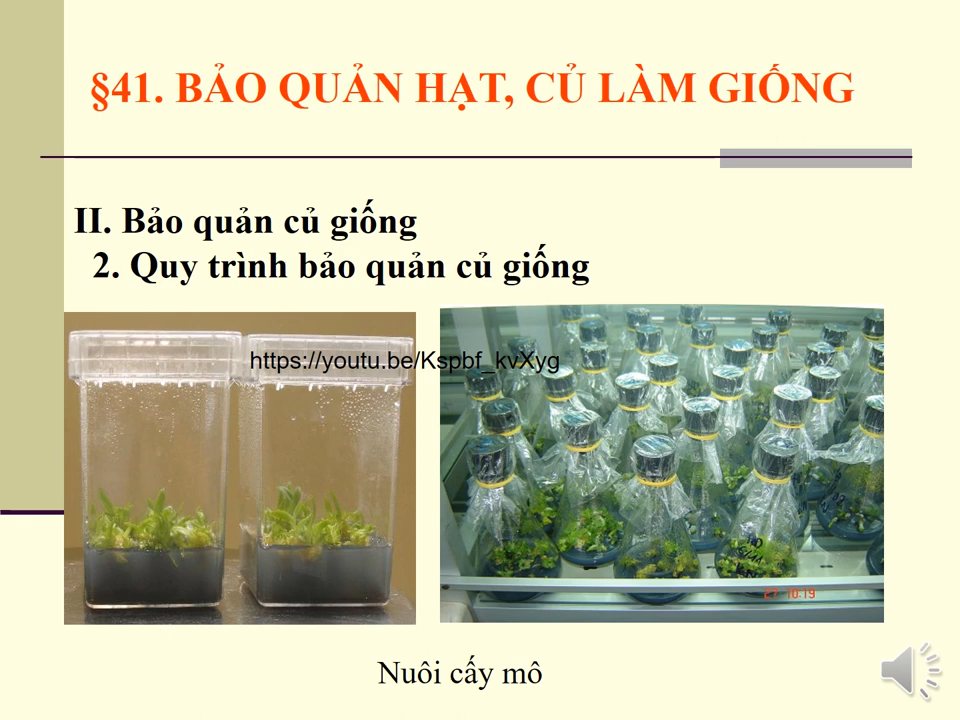 §41. BẢO QUẢN HẠT, CỦ LÀM GIỐNG
II. Bảo quản củ giống
2. Quy trình bảo quản củ giống
https://youtu.be/Kspbf_kvXyg
Nuôi cấy mô